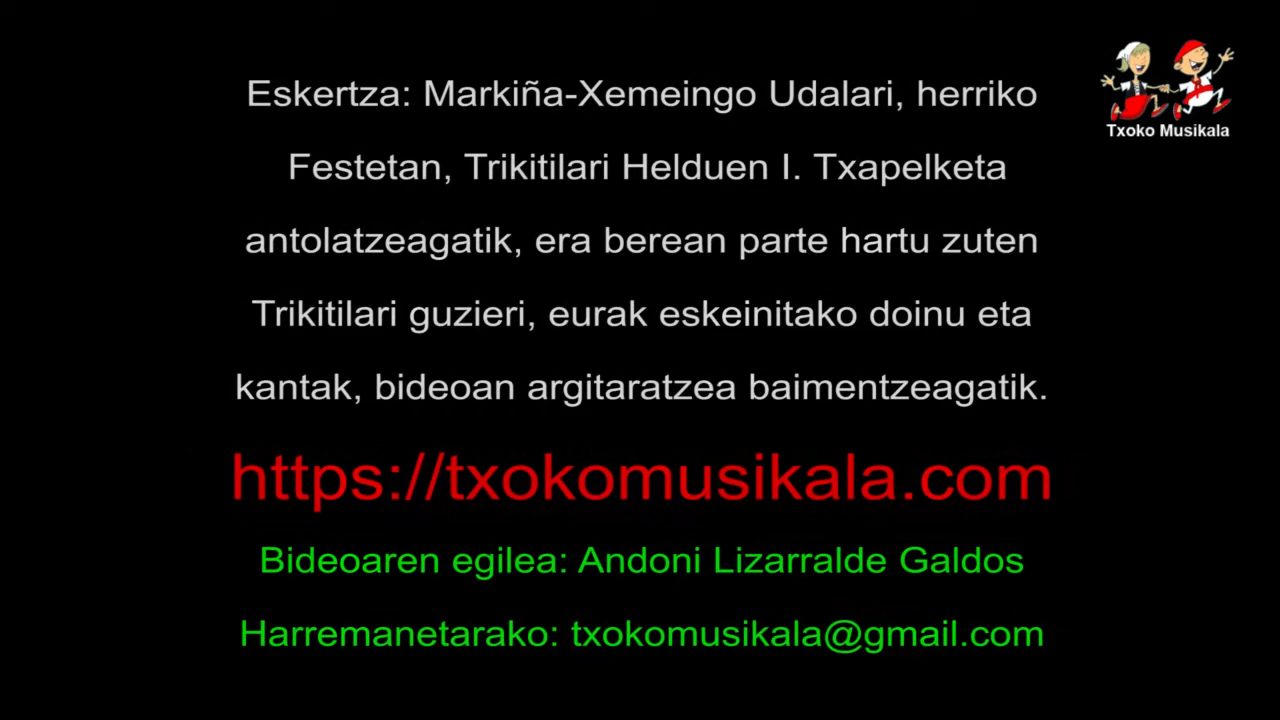 Eskertza: Markiña-Xemeingo Udalari, herriko
Festetan, Trikitilari Helduen I. Txapelketa
antolatzeagatik, era berean parte hartu zuten
Trikitilari guzieri, eurak eskeinitako doinu eta
kantak, bideoan argitaratzea baimentzeagatik.
https://txokomusikala.com
Bideoaren egilea: Andoni Lizarralde Galdos
Harremanetarako: txokomusikala@gmail.com
Txoko Musikala